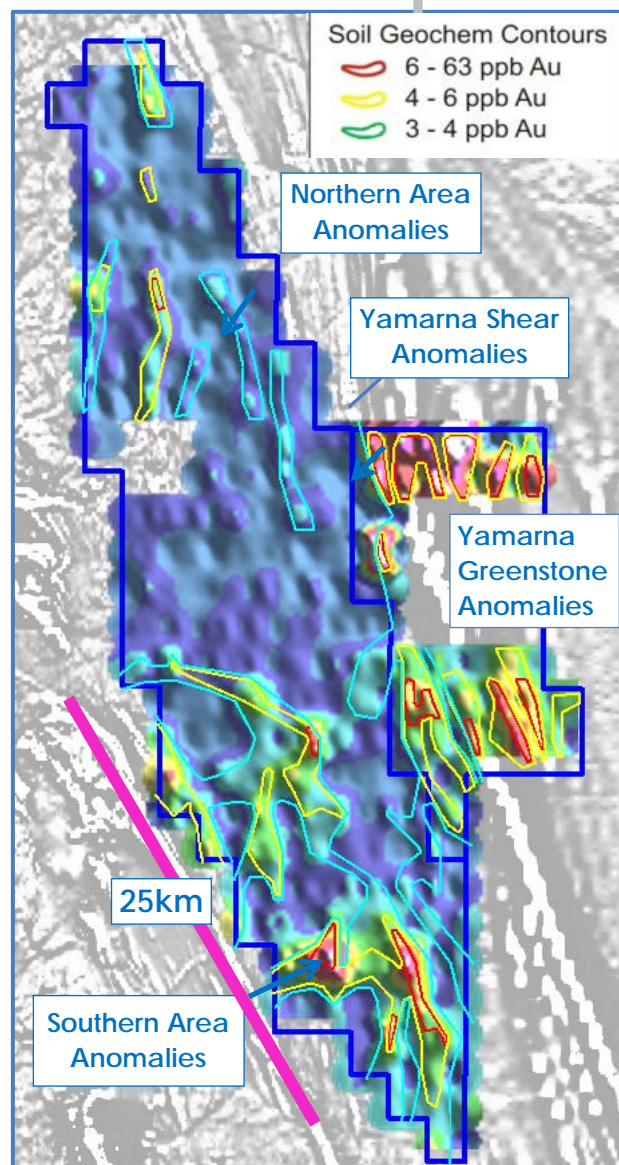 Soil Geochem Contours
6 - 63 ppb Au
4 - 6 ppb Au
3 - 4 ppb Au
Northern Area
Anomalies
Yamarna Shear
Anomalies
Yamarna
Greenstone
Anomalies
25km
Southern Area
Anomalies